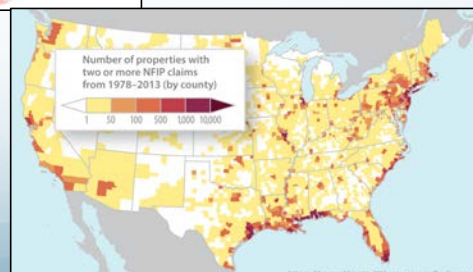 Number of properties with
two or more NFIP claims
from 1978–2013 (by county)
1 50 100 500 1,000 10,000